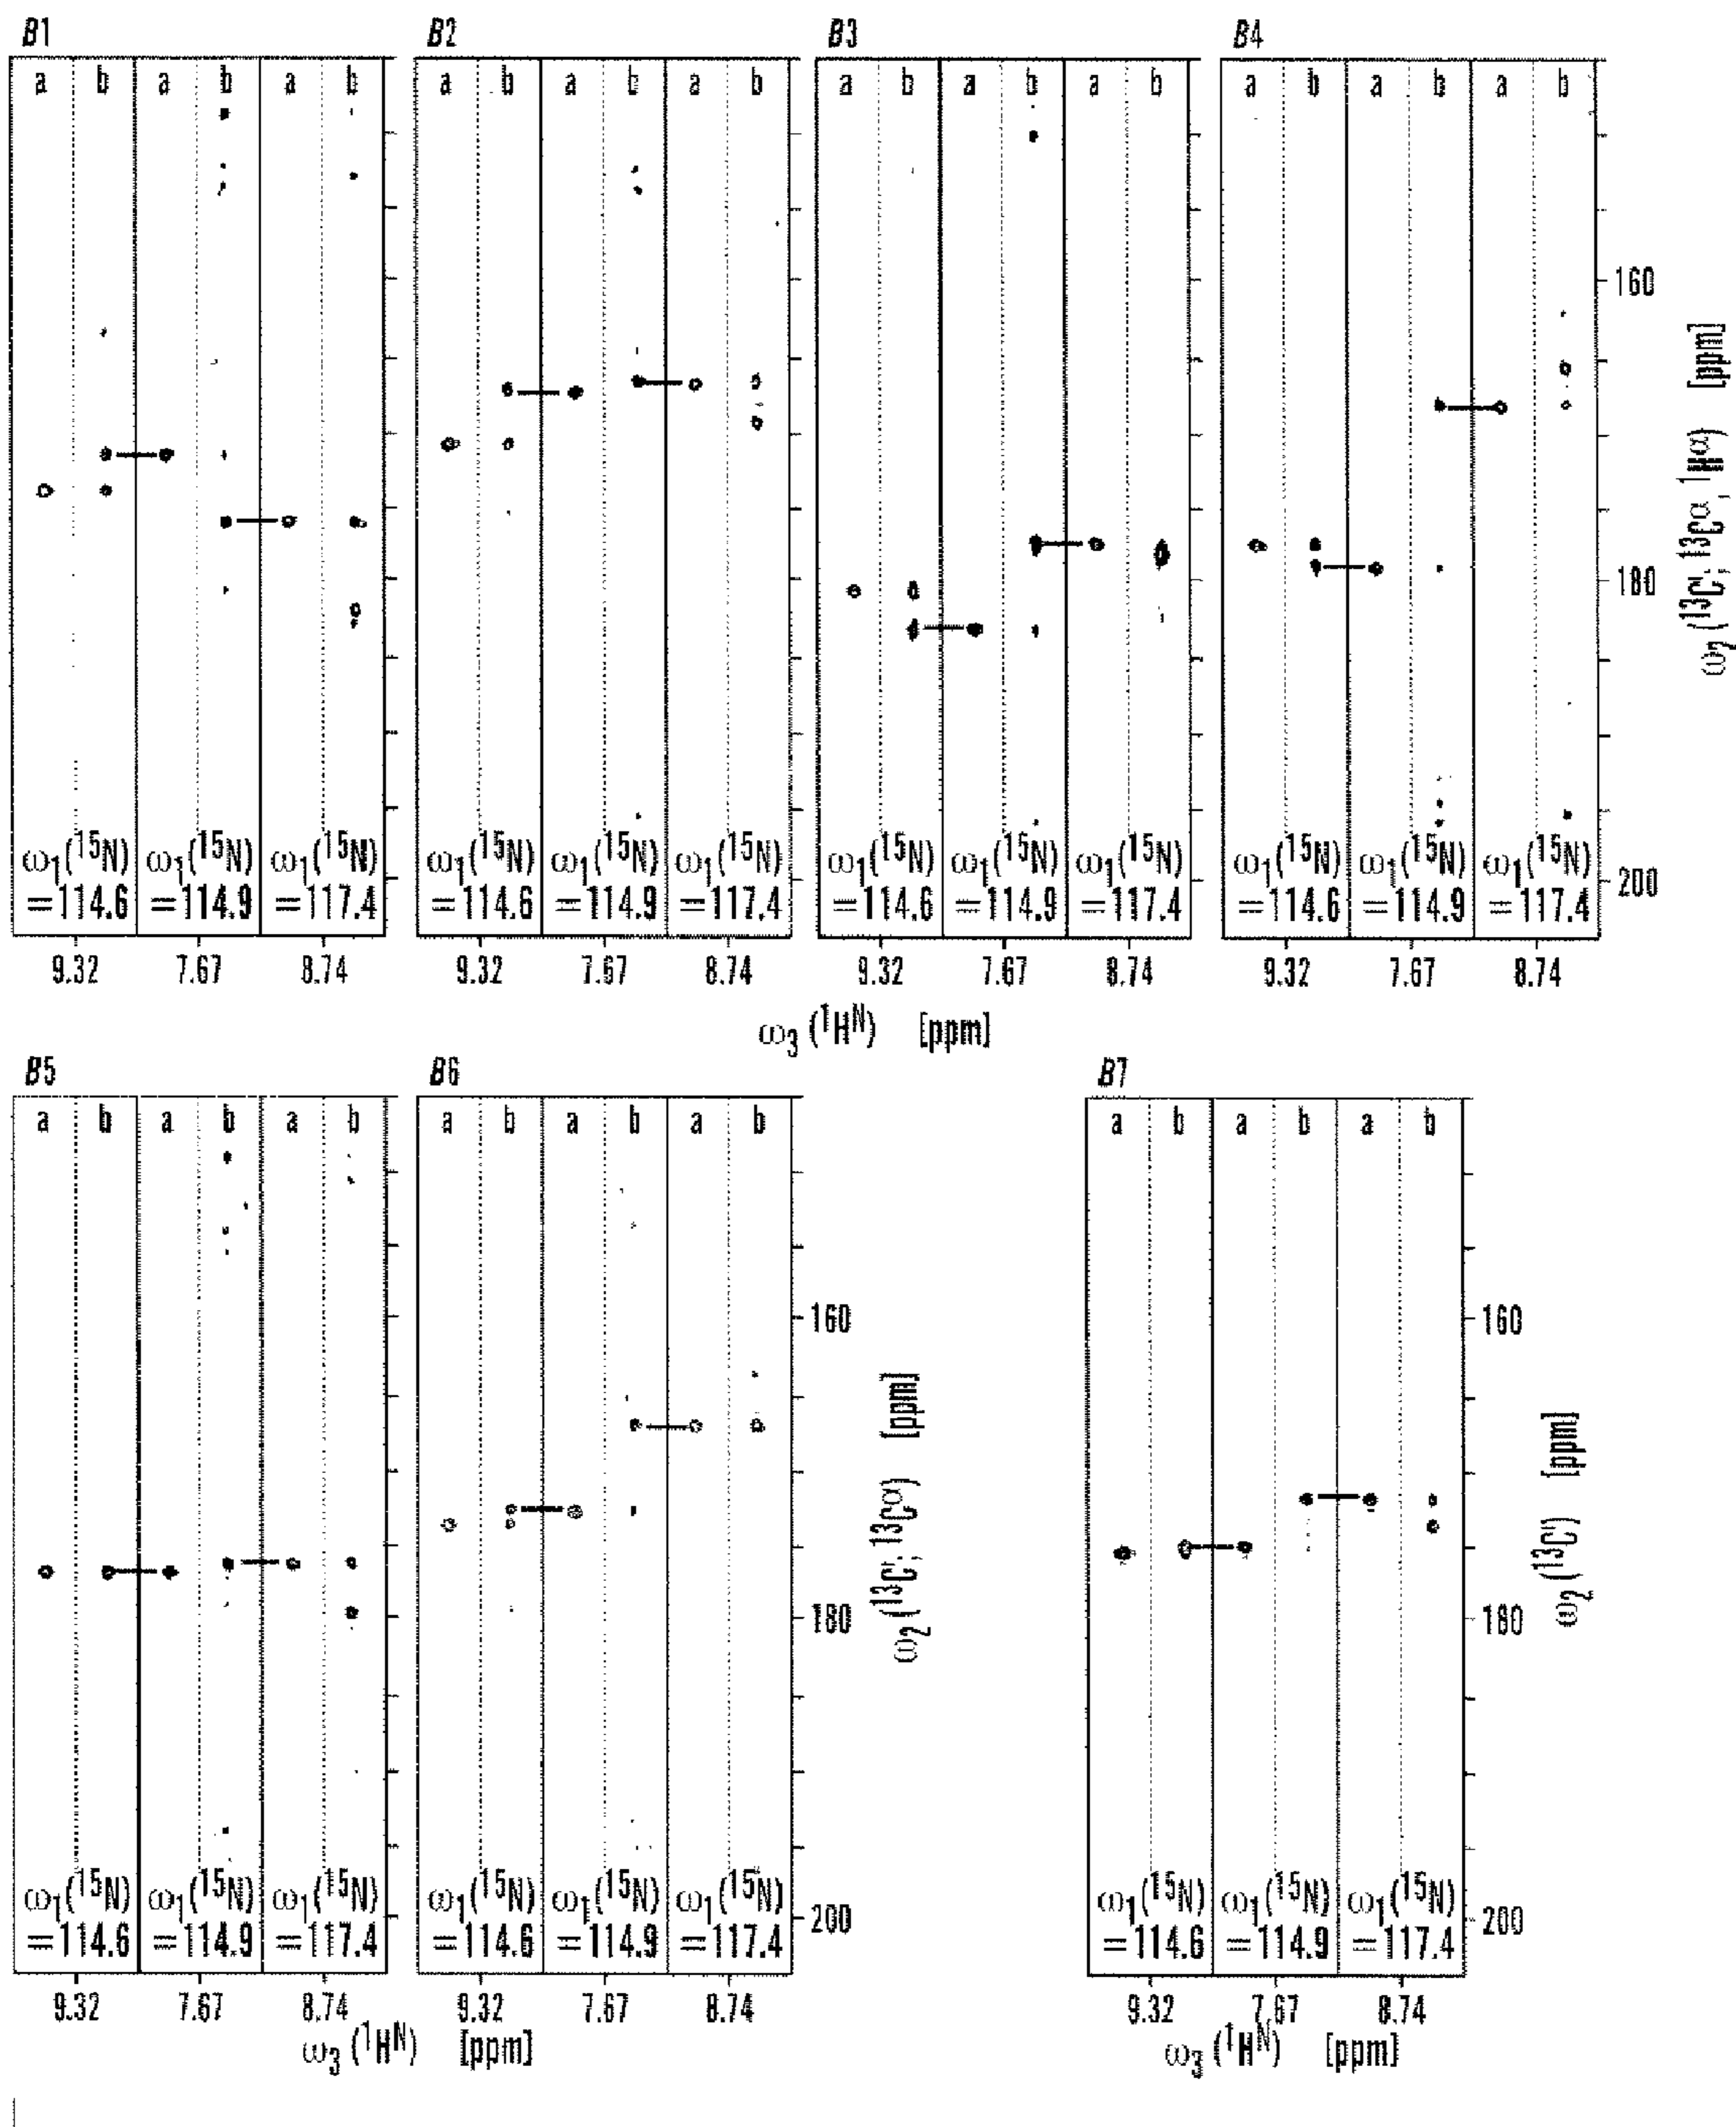 B1 B2 B3 B4
a b a b a b a b a b a b a b a b a b a b a b a b
160
180
200
ω2 (13C'; 13Cα, 1Hα) [ppm]
ω1(15N) ω1(15N) ω1(15N) ω1(15N) ω1(15N) ω1(15N) ω1(15N) ω1(15N) ω1(15N) ω1(15N) ω1(15N) ω1(15N)
=114.6 =114.9 =117.4 =114.6 =114.9 =117.4 =114.6 =114.9 =117.4 =114.6 =114.9 =117.4
9.32 7.67 8.74 9.32 7.67 8.74 9.32 7.67 8.74 9.32 7.67 8.74
ω3 (1HN) [ppm]
B5 B6 B7
a b a b a b a b a b a b a b a b a b
160 160
180 180
200 200
ω2 (13C'; 13Cα) [ppm]
ω2 (13C') [ppm]
ω1(15N) ω1(15N) ω1(15N) ω1(15N) ω1(15N) ω1(15N) ω1(15N) ω1(15N) ω1(15N)
=114.6 =114.9 =117.4 =114.6 =114.9 =117.4 =114.6 =114.9 =117.4
9.32 7.67 8.74 9.32 7.67 8.74 9.32 7.67 8.74
ω3 (1HN) [ppm] ω3 (1HN) [ppm]